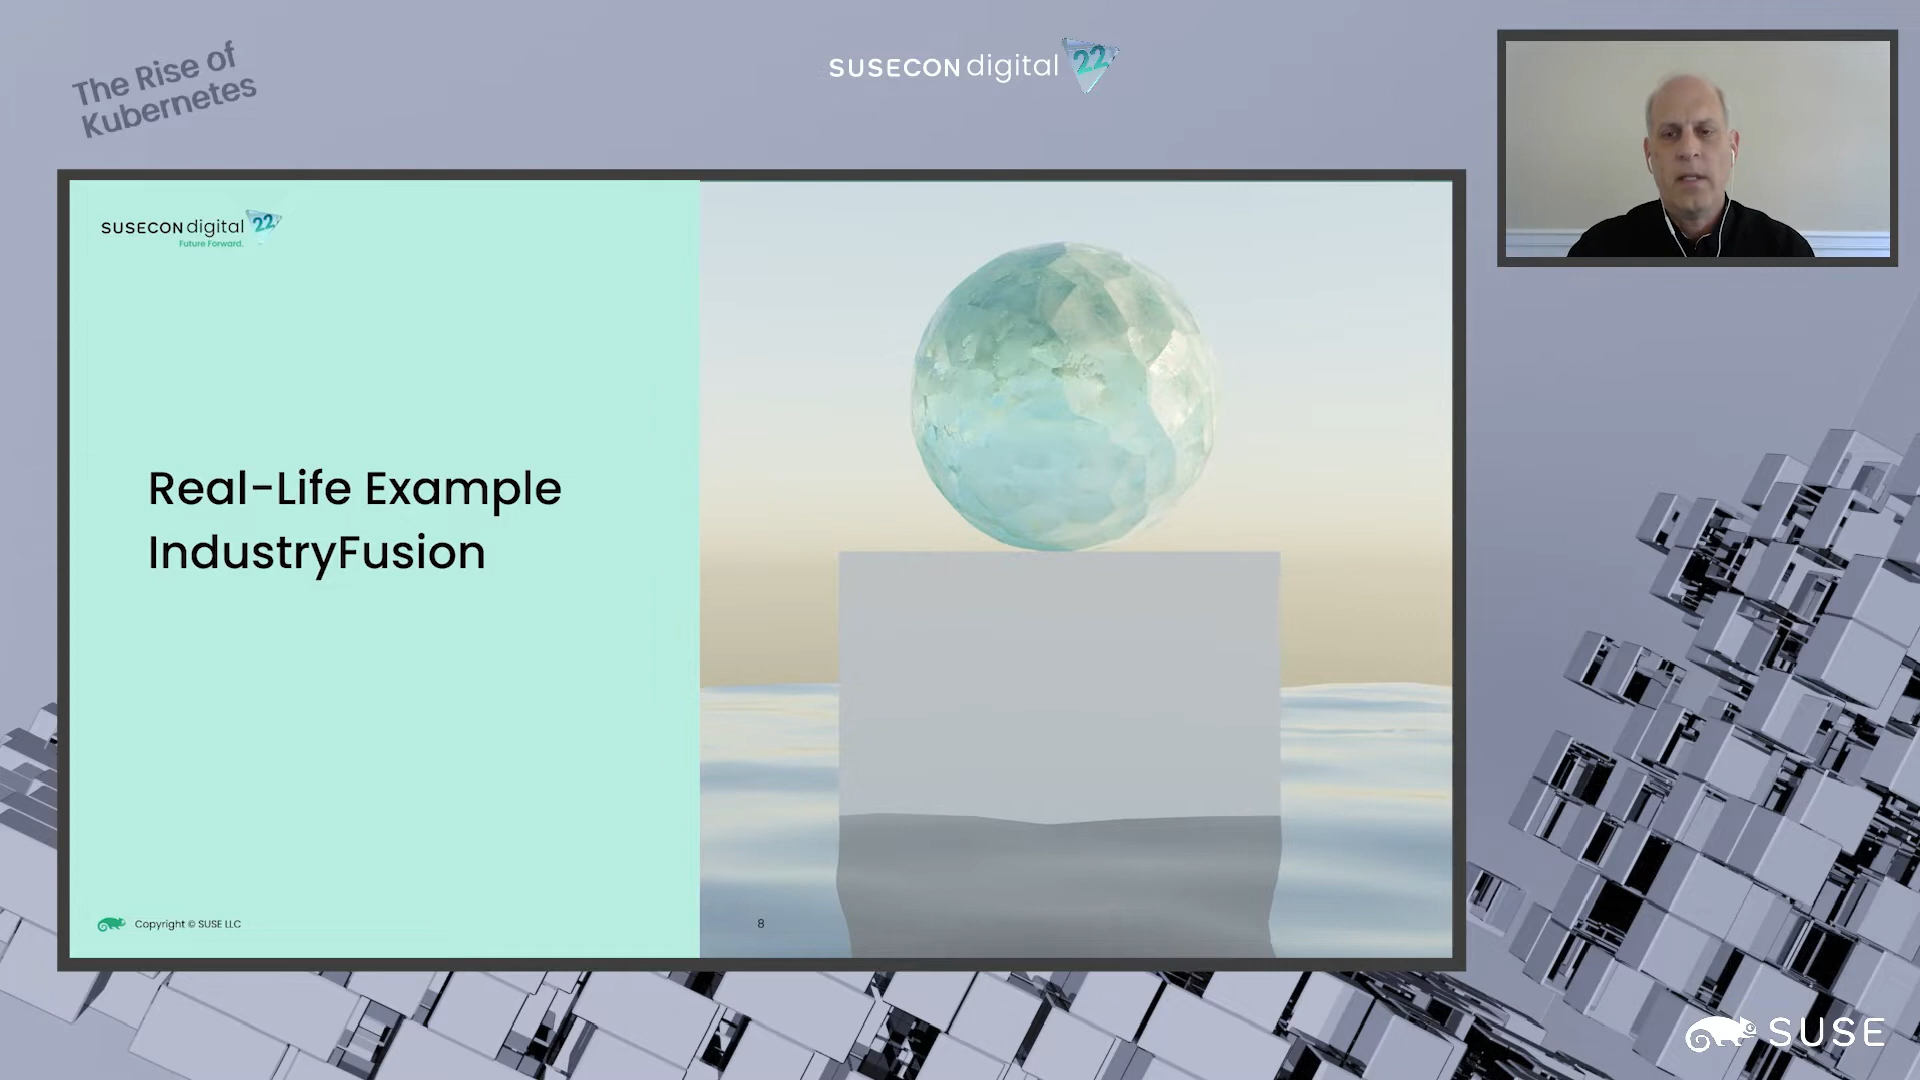 The Rise of
Kubernetes
SUSECON digital 22
SUSECON digital 22
Future Forward.
Real-Life Example
IndustryFusion
Copyright © SUSE LLC
8
SUSE